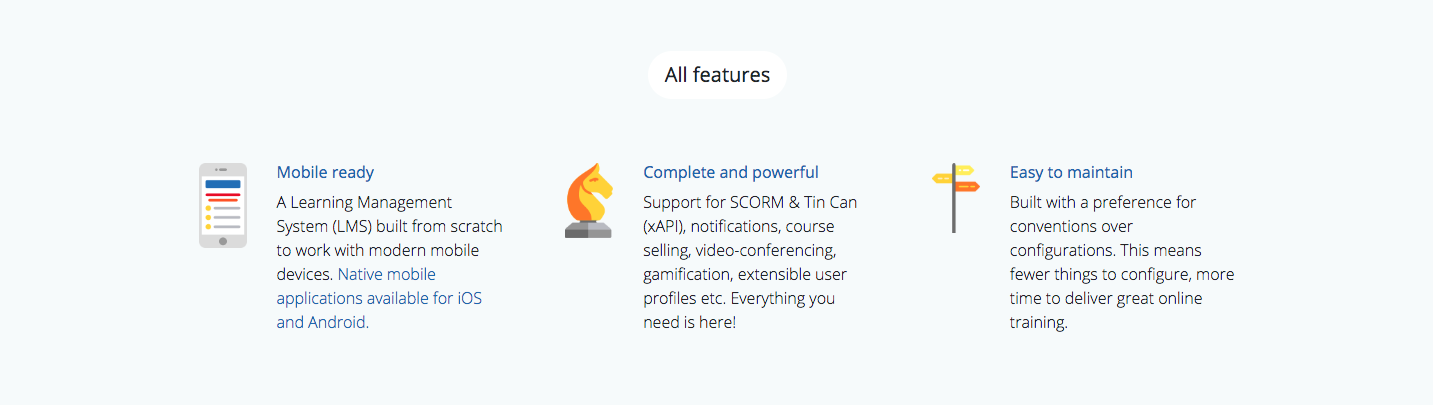 All features
Mobile ready
A Learning Management
System (LMS) built from scratch
to work with modern mobile
devices. Native mobile
applications available for iOS
and Android.
Complete and powerful
Support for SCORM & Tin Can
(xAPI), notifications, course
selling, video-conferencing,
gamification, extensible user
profiles etc. Everything you
need is here!
Easy to maintain
Built with a preference for
conventions over
configurations. This means
fewer things to configure, more
time to deliver great online
training.